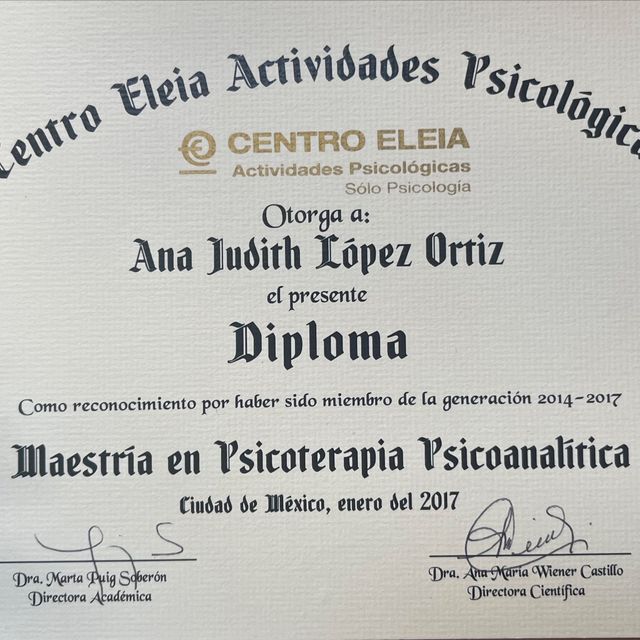 Centro Eleia Actividades Psicológica
CENTRO ELEIA
Actividades Psicológicas
Sólo Psicología
Otorga a:
Ana Judith López Ortiz
el presente
Diploma
Como reconocimiento por haber sido miembro de la generación 2014-2017
Maestría en Psicoterapia Psicoanalítica
Ciudad de México, enero del 2017
Dra. Marta Puig Soberón
Directora Académica
Dra. Ana María Wiener Castillo
Directora Científica